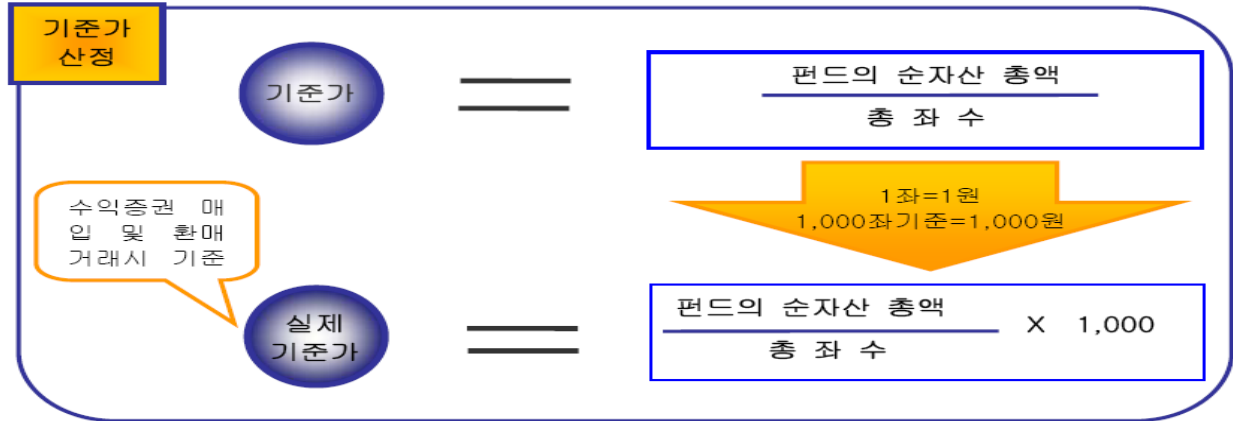 기준가
산정
기준가
펀드의 순자산 총액
총 좌 수
1좌=1원
1,000좌기준=1,000원
수익증권 매
입 및 환매
거래시 기준
실제
기준가
펀드의 순자산 총액
총 좌 수
X 1,000